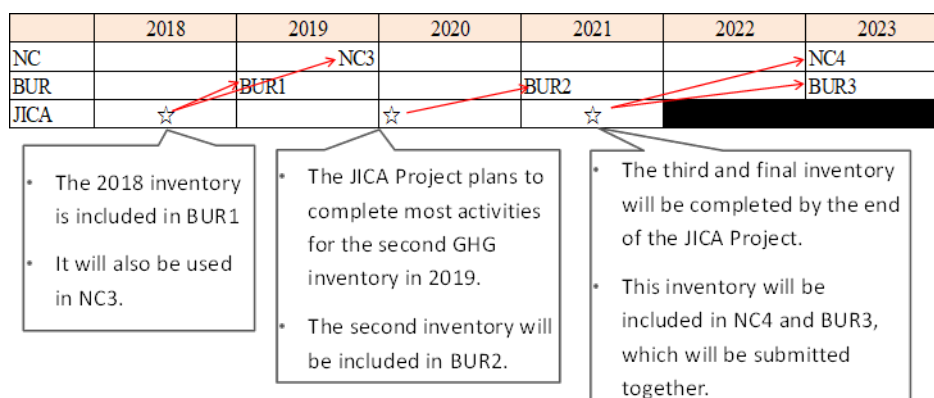 2018 2019 2020 2021 2022 2023
NC NC3 NC4
BUR BUR1 BUR2 BUR3
JICA ☆ ☆ ☆
• The 2018 inventory
is included in BUR1
• It will also be used
in NC3.
• The JICA Project plans to
complete most activities
for the second GHG
inventory in 2019.
• The second inventory will
be included in BUR2.
• The third and final inventory
will be completed by the end
of the JICA Project.
• This inventory will be
included in NC4 and BUR3,
which will be submitted
together.